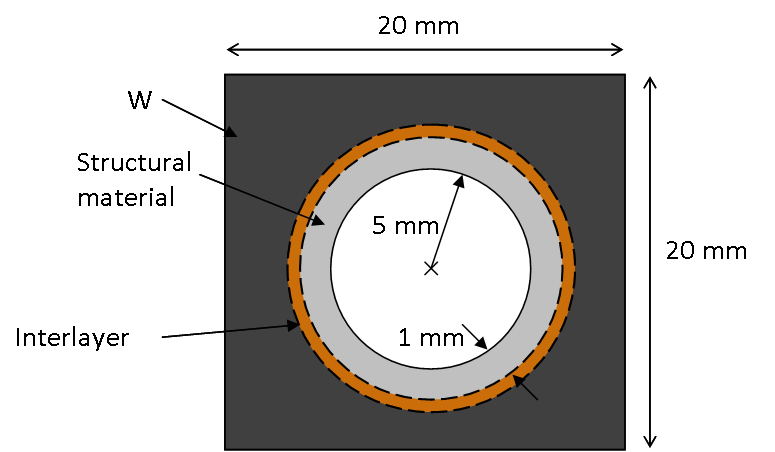 20 mm
W
Structural
material
5 mm
20 mm
1 mm
Interlayer